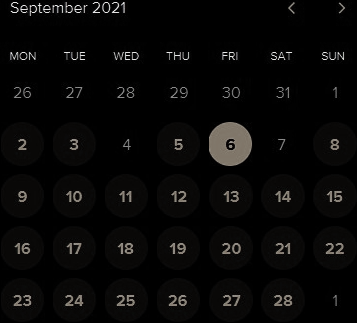 September 2021
MON TUE WED THU FRI SAT SUN
26 27 28 29 30 31 1
2 3 4 5 6 7 8
9 10 11 12 13 14 15
16 17 18 19 20 21 22
23 24 25 26 27 28 1